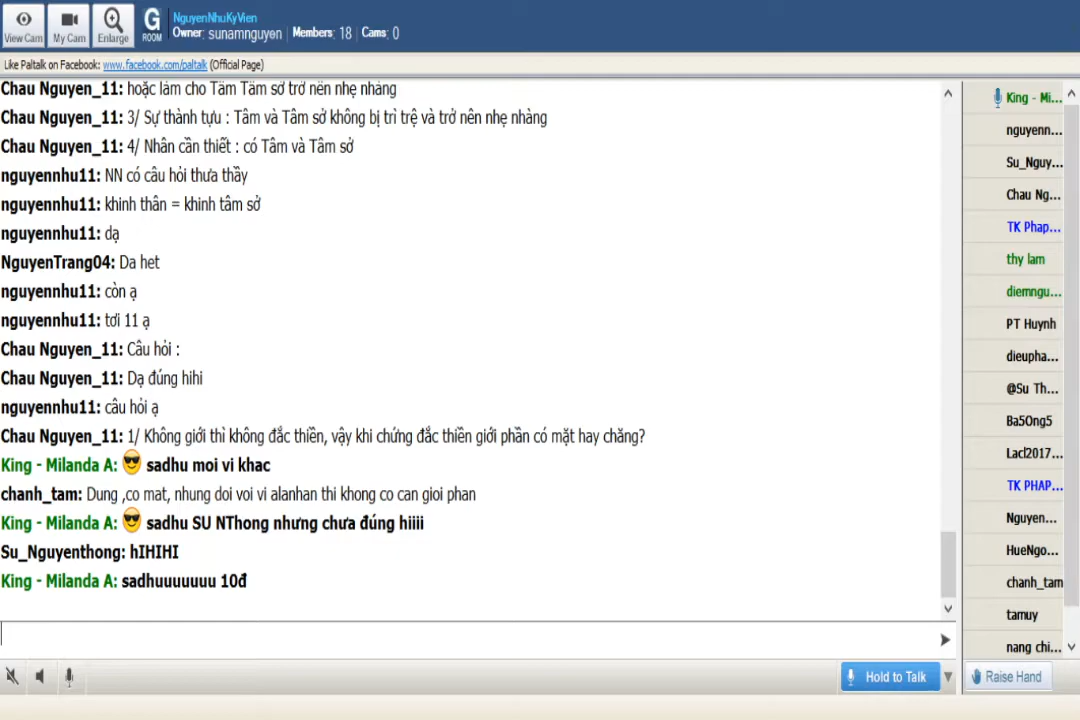 View Cam
My Cam
Enlarge
G
ROOM
NguyenNhuKyVien
Owner: sunamnguyen Members: 18 Cams: 0
Like Paltalk on Facebook: www.facebook.com/paltalk (Official Page)
Chau Nguyen_11: hoặc làm cho Tâm Tâm sở trở nên nhẹ nhàng
Chau Nguyen_11: 3/ Sự thành tựu : Tâm và Tâm sở không bị trì trệ và trở nên nhẹ nhàng
Chau Nguyen_11: 4/ Nhân cần thiết : có Tâm và Tâm sở
nguyennhu11: NN có câu hỏi thưa thầy
nguyennhu11: khinh thân = khinh tâm sở
nguyennhu11: dạ
NguyenTrang04: Da het
nguyennhu11: còn ạ
nguyennhu11: tới 11 ạ
Chau Nguyen_11: Câu hỏi :
Chau Nguyen_11: Dạ đúng hihi
nguyennhu11: câu hỏi ạ
Chau Nguyen_11: 1/ Không giới thì không đắc thiền, vậy khi chứng đắc thiền giới phần có mặt hay chăng?
King - Milanda A: sadhu moi vi khac
chanh_tam: Dung ,co mat, nhung doi voi vi alanhan thi khong co can gioi phan
King - Milanda A: sadhu SU NThong nhưng chưa đúng hiiii
Su_Nguyenthong: hIHIHI
King - Milanda A: sadhuuuuuuu 10đ
King - Mi...
nguyenn...
Su_Nguy...
Chau Ng...
TK Phap...
thy lam
diemngu...
PT Huynh
dieupha...
@Su Th...
Ba5Ong5
Lacl2017...
TK PHAP...
Nguyen...
HueNgo...
chanh_tam
tamuy
nang chi...
Hold to Talk
Raise Hand